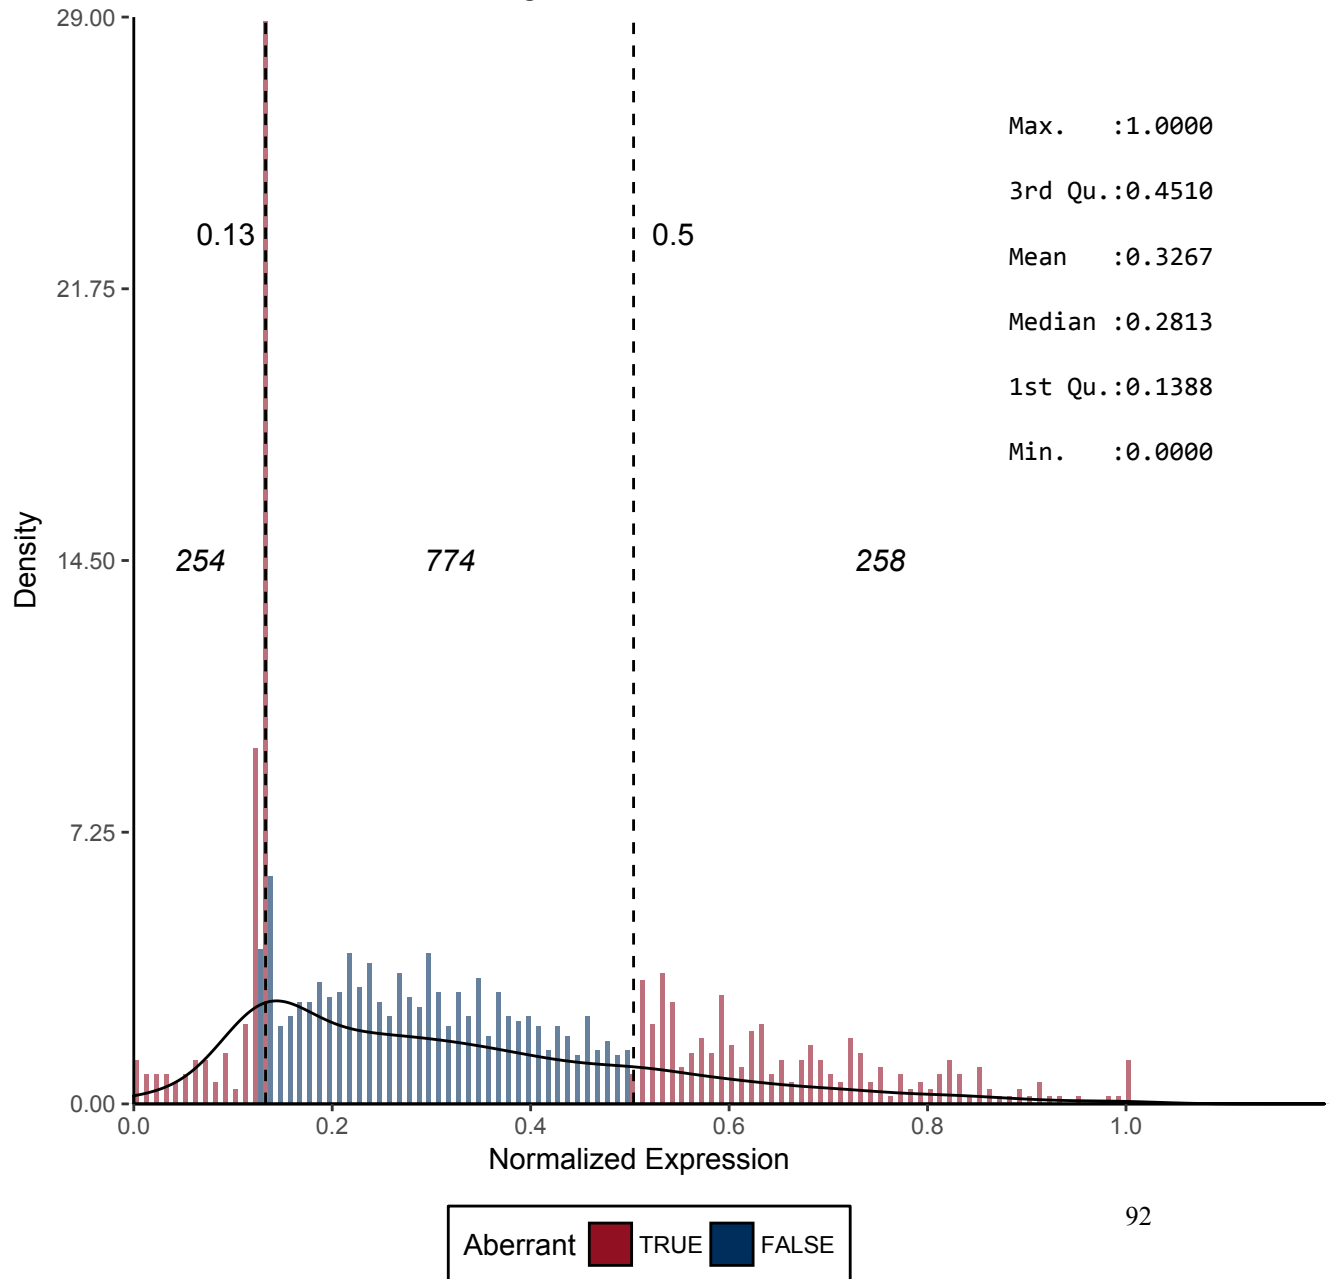 29.00
Max. :1.0000
3rd Qu.:0.4510
0.13
0.5
Mean :0.3267
21.75
Median :0.2813
1st Qu.:0.1388
Min. :0.0000
Density
14.50
254
774
258
7.25
0.00
0.0 0.2 0.4 0.6 0.8 1.0
Normalized Expression
92
Aberrant TRUE FALSE